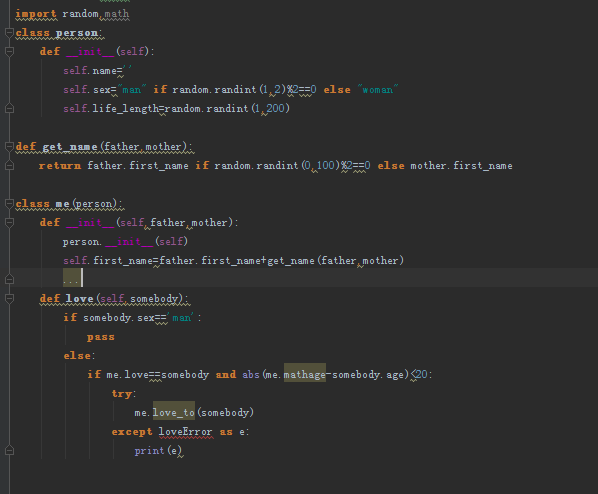 import random,math
class person:
def __init__(self):
self.name=''
self.sex="man" if random.randint(1,2)%2==0 else "woman"
self.life_length=random.randint(1,200)
def get_name(father,mother):
return father.first_name if random.randint(0,100)%2==0 else mother.first_name
class me(person):
def __init__(self,father,mother):
person.__init__(self)
self.first_name=father.first_name+get_name(father,mother)
...
def love(self,somebody):
if somebody.sex=='man':
pass
else:
if me.love==somebody and abs(me.mathage-somebody.age)<20:
try:
me.love_to(somebody)
except loveError as e:
print(e)